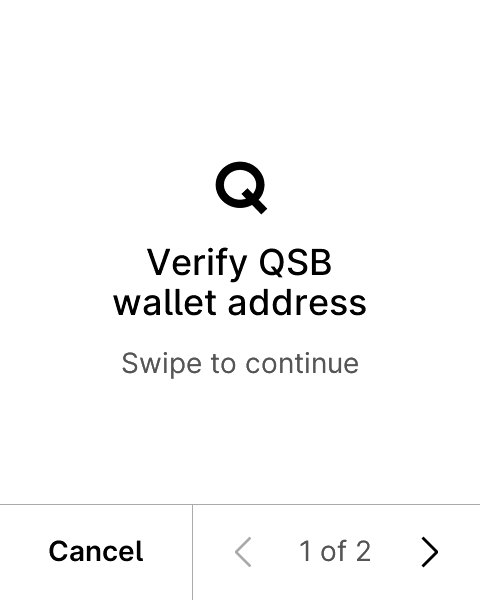 Q
Verify QSB
wallet address
Swipe to continue
Cancel
1 of 2